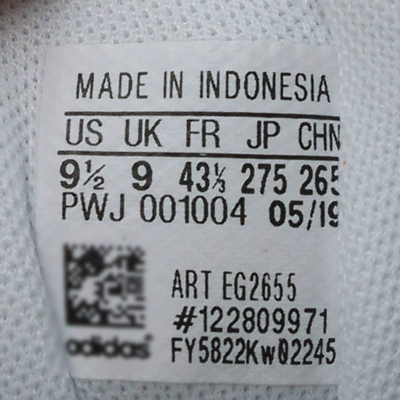 MADE IN INDONESIA
US UK FR JP CHN
9½ 9 43⅓ 275 265
PWJ 001004 05/19
ART EG2655
#122809971
adidas FY5822Kw02245